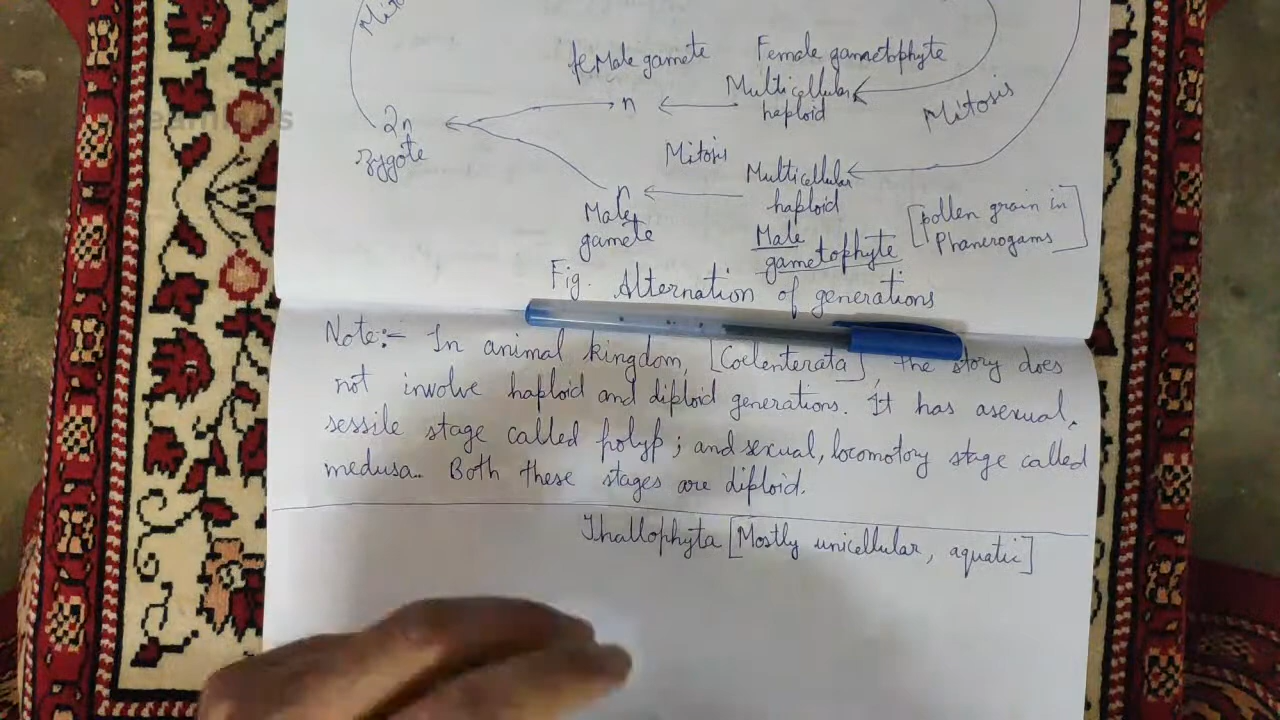 Mito
female gamete Female gametophyte
n Multicellular
haploid
Mitosis
2n
zygote
Mitosis
Multicellular
n haploid
Male
gamete
Male
gametophyte
[pollen grain in
Phanerogams]
Fig. Alternation of generations
Note:- In animal kingdom, [Coelenterata], the story does
not involve haploid and diploid generations. It has asexual,
sessile stage called polyp; and sexual, locomotory stage called
medusa. Both these stages are diploid.
Thallophyta [Mostly unicellular, aquatic]